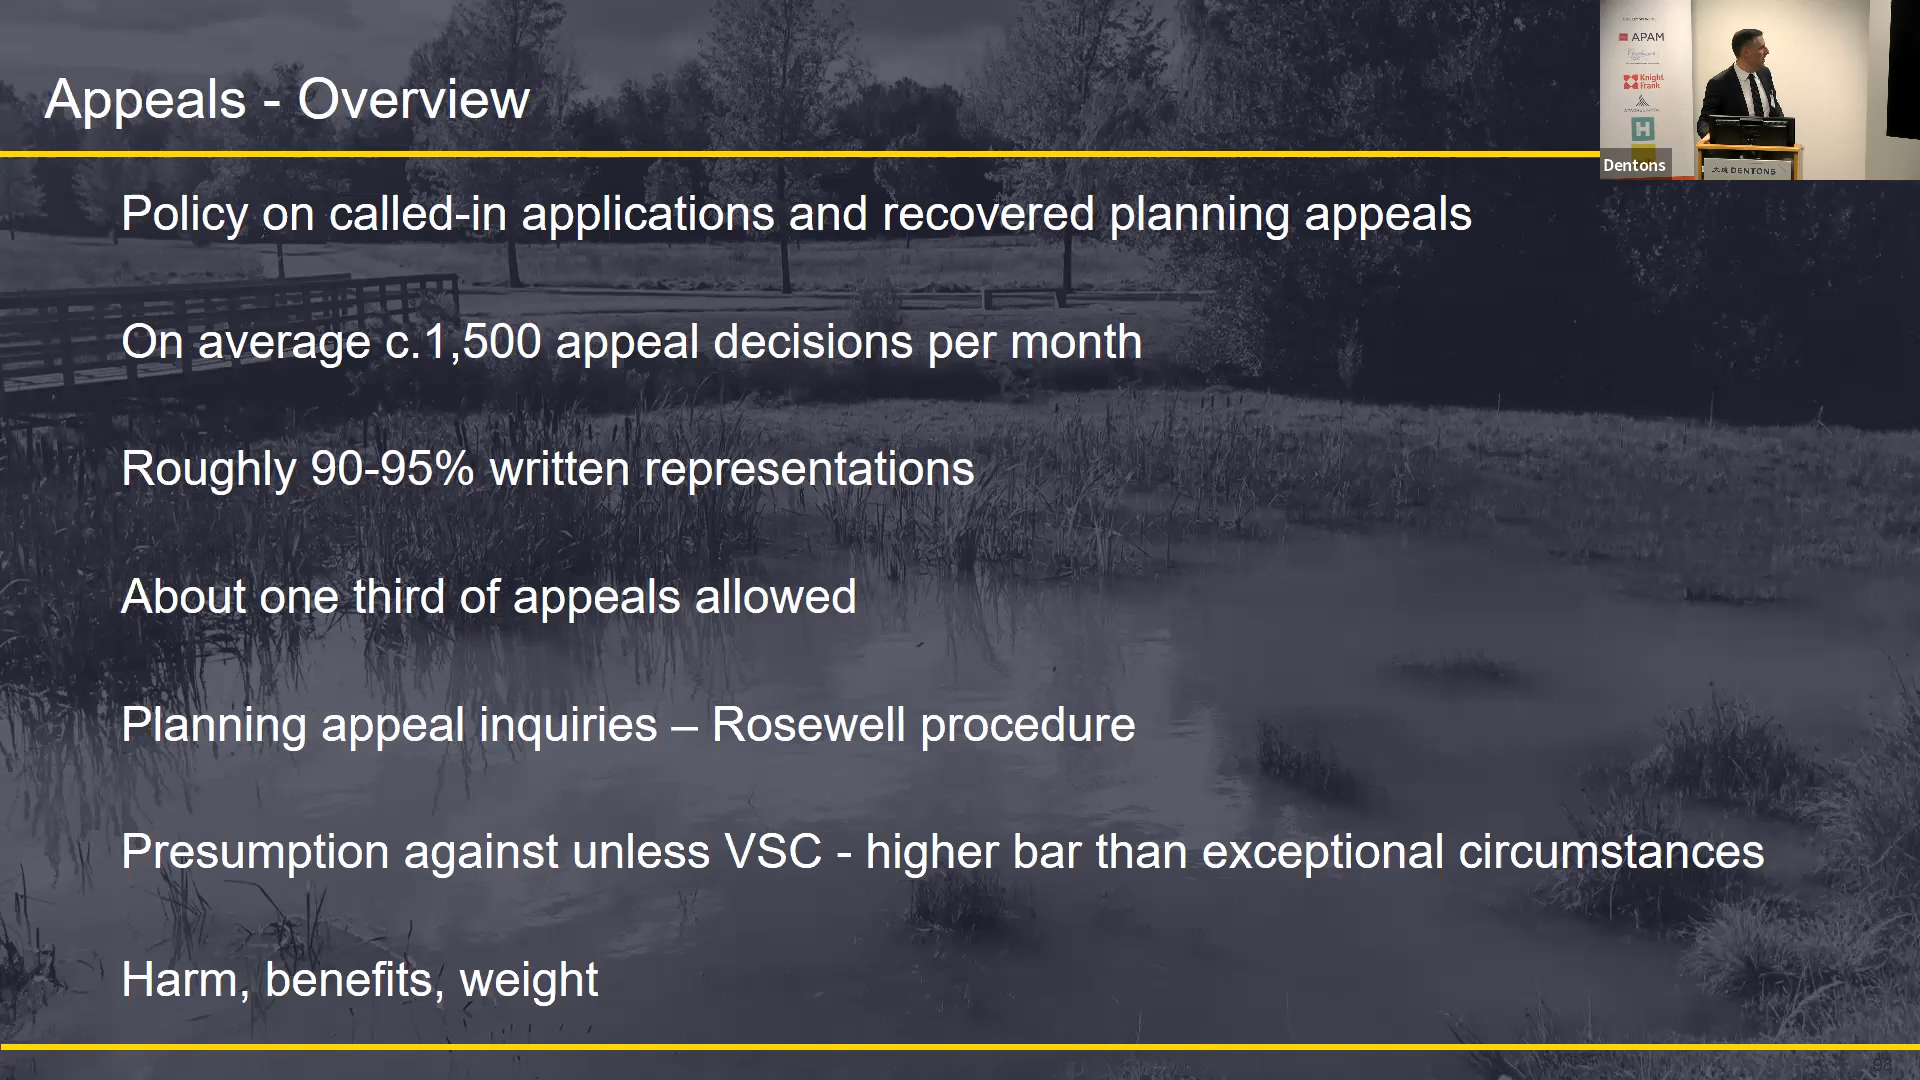 Appeals - Overview
APAM
Knight
Frank
H
Dentons
大成 DENTONS
Policy on called-in applications and recovered planning appeals
On average c.1,500 appeal decisions per month
Roughly 90-95% written representations
About one third of appeals allowed
Planning appeal inquiries – Rosewell procedure
Presumption against unless VSC - higher bar than exceptional circumstances
Harm, benefits, weight